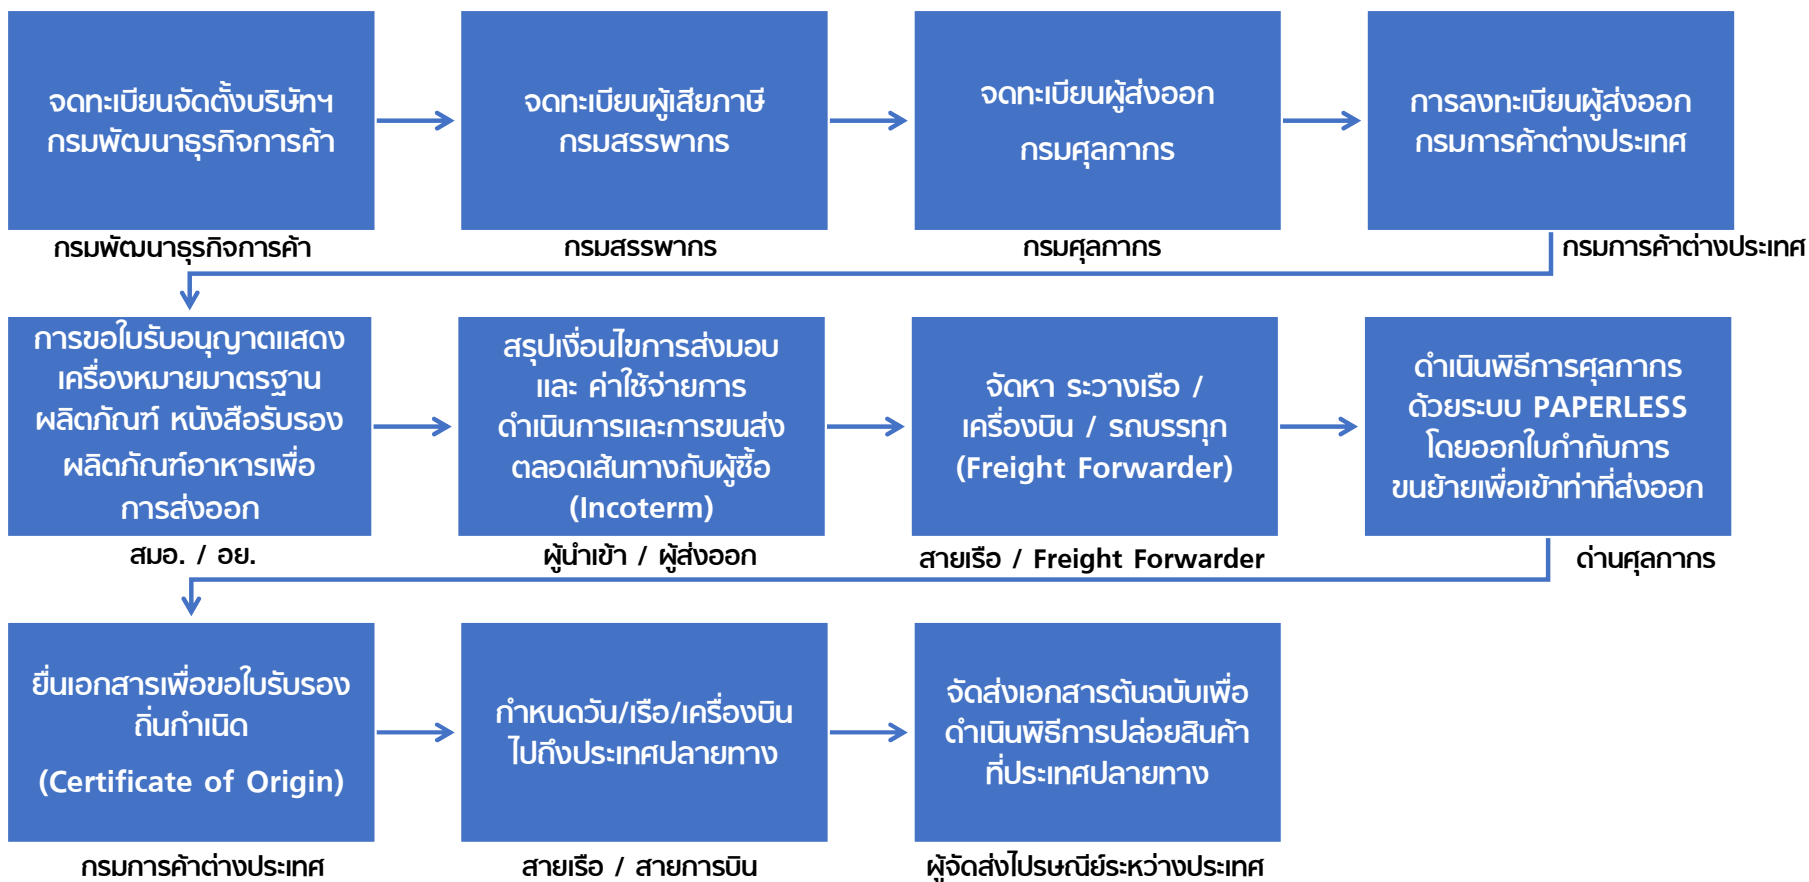 จดทะเบียนจัดตั้งบริษัทฯ
กรมพัฒนาธุรกิจการค้า
กรมพัฒนาธุรกิจการค้า
จดทะเบียนผู้เสียภาษี
กรมสรรพากร
กรมสรรพากร
จดทะเบียนผู้ส่งออก
กรมศุลกากร
กรมศุลกากร
การลงทะเบียนผู้ส่งออก
กรมการค้าต่างประเทศ
กรมการค้าต่างประเทศ
การขอใบรับอนุญาตแสดง
เครื่องหมายมาตรฐาน
ผลิตภัณฑ์ หนังสือรับรอง
ผลิตภัณฑ์อาหารเพื่อ
การส่งออก
สมอ. / อย.
สรุปเงื่อนไขการส่งมอบ
และ ค่าใช้จ่ายการ
ดำเนินการและการขนส่ง
ตลอดเส้นทางกับผู้ซื้อ
(Incoterm)
ผู้นำเข้า / ผู้ส่งออก
จัดหา ระวางเรือ /
เครื่องบิน / รถบรรทุก
(Freight Forwarder)
สายเรือ / Freight Forwarder
ดำเนินพิธีการศุลกากร
ด้วยระบบ PAPERLESS
โดยออกใบกำกับการ
ขนย้ายเพื่อเข้าท่าที่ส่งออก
ด่านศุลกากร
ยื่นเอกสารเพื่อขอใบรับรอง
ถิ่นกำเนิด
(Certificate of Origin)
กรมการค้าต่างประเทศ
กำหนดวัน/เรือ/เครื่องบิน
ไปถึงประเทศปลายทาง
สายเรือ / สายการบิน
จัดส่งเอกสารต้นฉบับเพื่อ
ดำเนินพิธีการปล่อยสินค้า
ที่ประเทศปลายทาง
ผู้จัดส่งไปรษณีย์ระหว่างประเทศ